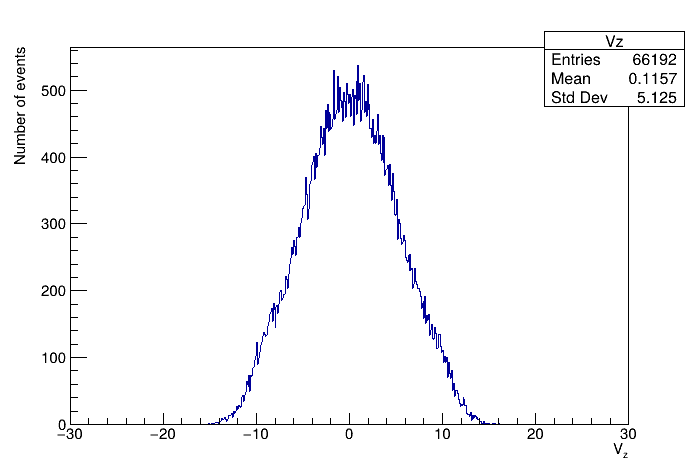 Vz
Entries 66192
Mean 0.1157
Std Dev 5.125
Number of events
500
400
300
200
100
0
−30 −20 −10 0 10 20 30
Vz